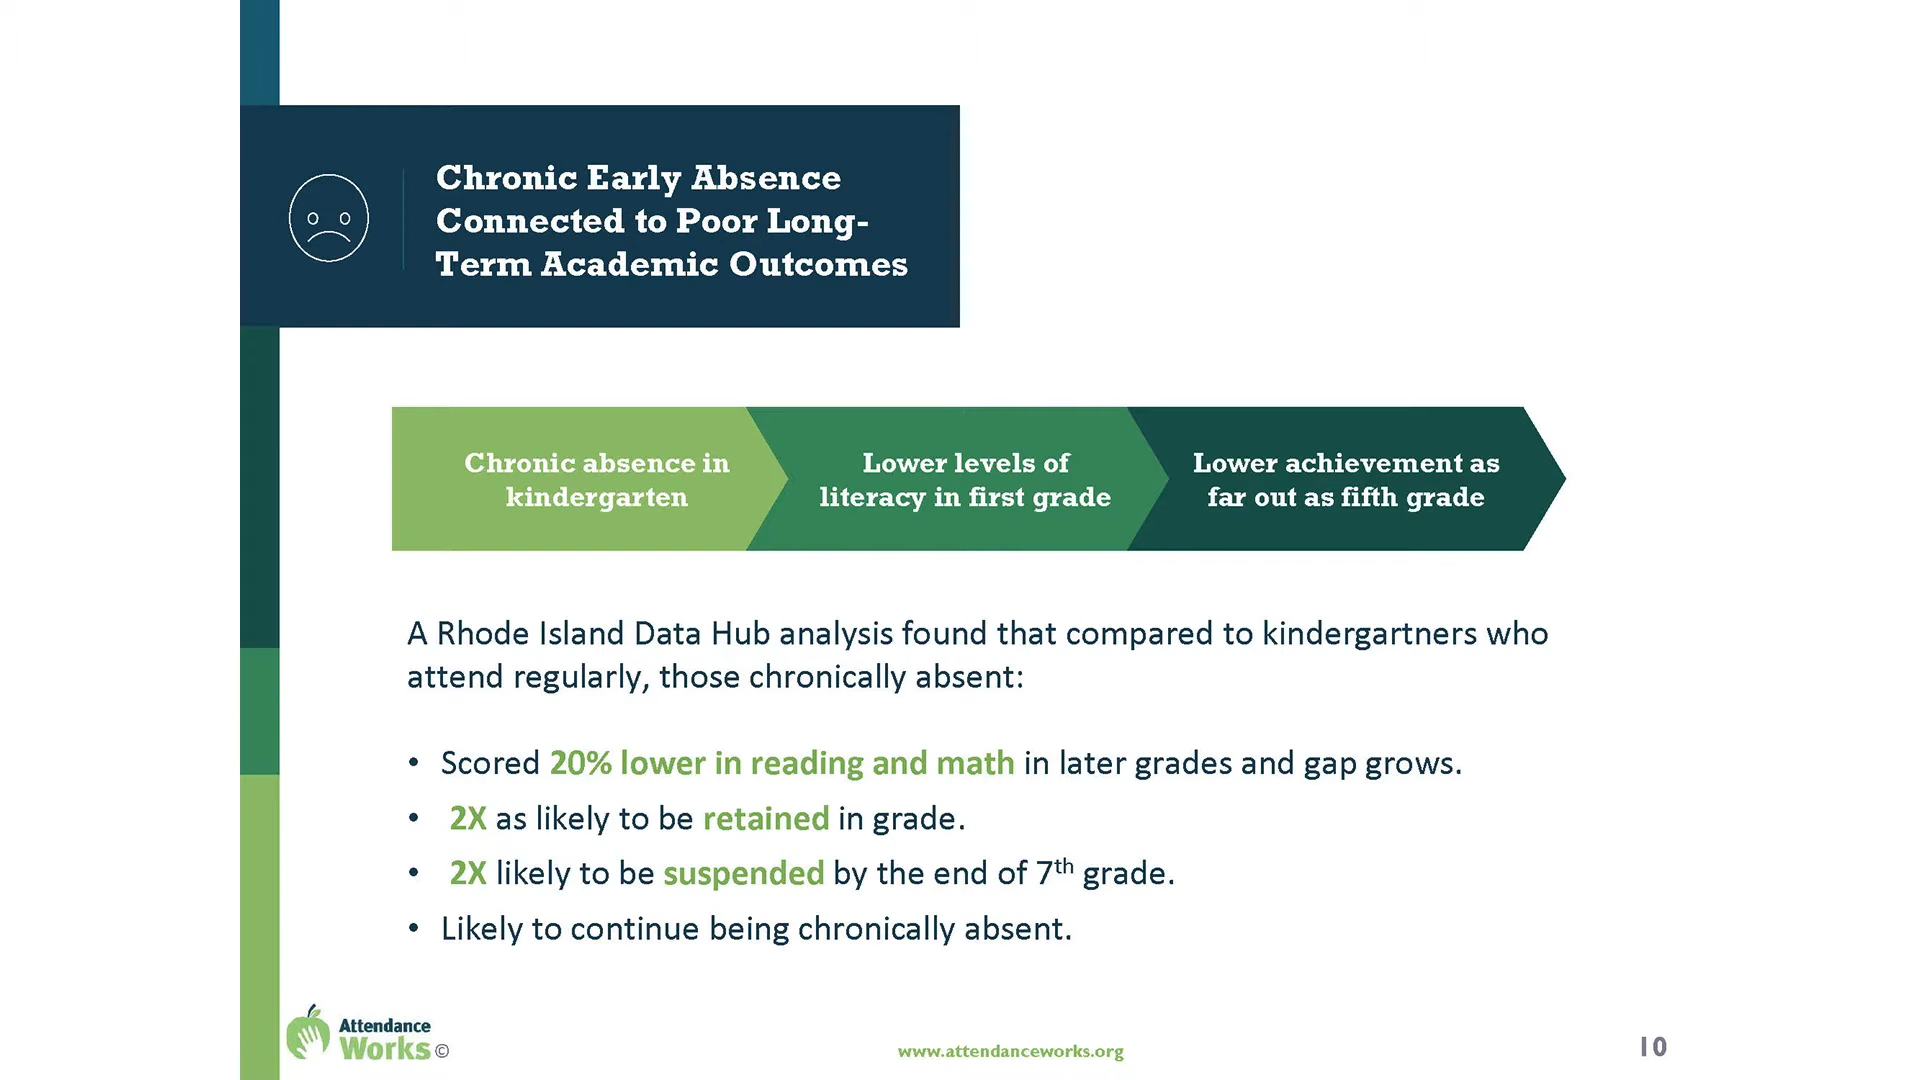 Chronic Early Absence
Connected to Poor Long-
Term Academic Outcomes
Chronic absence in
kindergarten
Lower levels of
literacy in first grade
Lower achievement as
far out as fifth grade
A Rhode Island Data Hub analysis found that compared to kindergartners who
attend regularly, those chronically absent:
• Scored 20% lower in reading and math in later grades and gap grows.
• 2X as likely to be retained in grade.
• 2X likely to be suspended by the end of 7th grade.
• Likely to continue being chronically absent.
Attendance
Works ©
www.attendanceworks.org
10